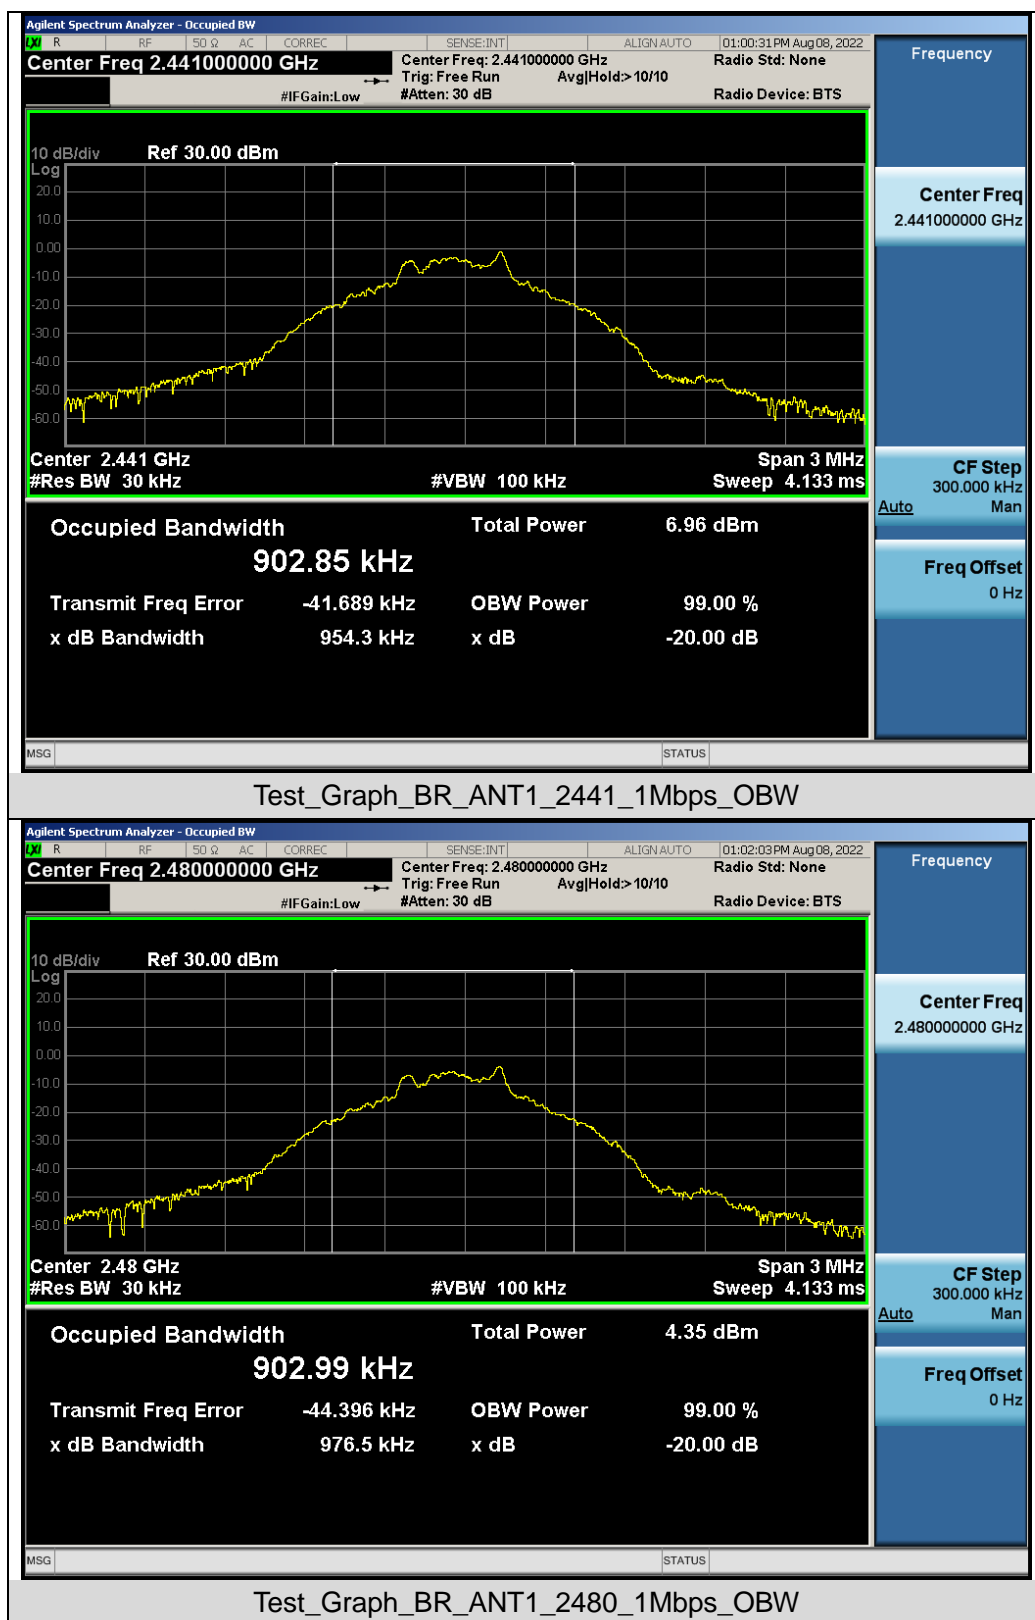 Agilent Spectrum Analyzer - Occupied BW
LXI R RF 50 Ω AC CORREC SENSE:INT ALIGN AUTO 01:00:31 PM Aug 08, 2022
Center Freq 2.441000000 GHz Center Freq: 2.441000000 GHz Radio Std: None Frequency
Trig: Free Run Avg|Hold:> 10/10
#IFGain:Low #Atten: 30 dB Radio Device: BTS
10 dB/div Ref 30.00 dBm
Log
20.0
10.0
0.00
-10.0
-20.0
-30.0
-40.0
-50.0
-60.0
Center Freq
2.441000000 GHz
Center 2.441 GHz Span 3 MHz
#Res BW 30 kHz #VBW 100 kHz Sweep 4.133 ms
CF Step
300.000 kHz
Auto Man
Occupied Bandwidth Total Power 6.96 dBm
902.85 kHz
Freq Offset
0 Hz
Transmit Freq Error -41.689 kHz OBW Power 99.00 %
x dB Bandwidth 954.3 kHz x dB -20.00 dB
MSG STATUS
Test_Graph_BR_ANT1_2441_1Mbps_OBW
Agilent Spectrum Analyzer - Occupied BW
LXI R RF 50 Ω AC CORREC SENSE:INT ALIGN AUTO 01:02:03 PM Aug 08, 2022
Center Freq 2.480000000 GHz Center Freq: 2.480000000 GHz Radio Std: None Frequency
Trig: Free Run Avg|Hold:> 10/10
#IFGain:Low #Atten: 30 dB Radio Device: BTS
10 dB/div Ref 30.00 dBm
Log
20.0
10.0
0.00
-10.0
-20.0
-30.0
-40.0
-50.0
-60.0
Center Freq
2.480000000 GHz
Center 2.48 GHz Span 3 MHz
#Res BW 30 kHz #VBW 100 kHz Sweep 4.133 ms
CF Step
300.000 kHz
Auto Man
Occupied Bandwidth Total Power 4.35 dBm
902.99 kHz
Freq Offset
0 Hz
Transmit Freq Error -44.396 kHz OBW Power 99.00 %
x dB Bandwidth 976.5 kHz x dB -20.00 dB
MSG STATUS
Test_Graph_BR_ANT1_2480_1Mbps_OBW